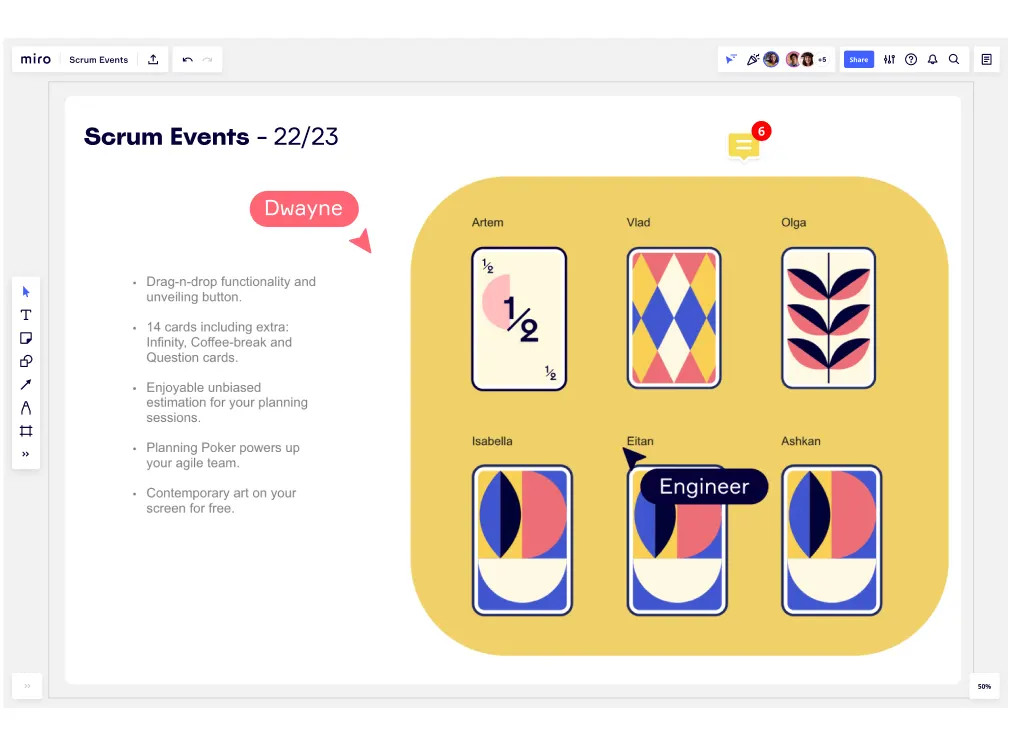 miro
Scrum Events
+5
Share
Scrum Events - 22/23
6
Dwayne
Artem
Vlad
Olga
½
½
½
• Drag-n-drop functionality and
unveiling button.
• 14 cards including extra:
Infinity, Coffee-break and
Question cards.
• Enjoyable unbiased
estimation for your planning
sessions.
• Planning Poker powers up
your agile team.
• Contemporary art on your
screen for free.
Isabella
Eitan
Ashkan
Engineer
50%